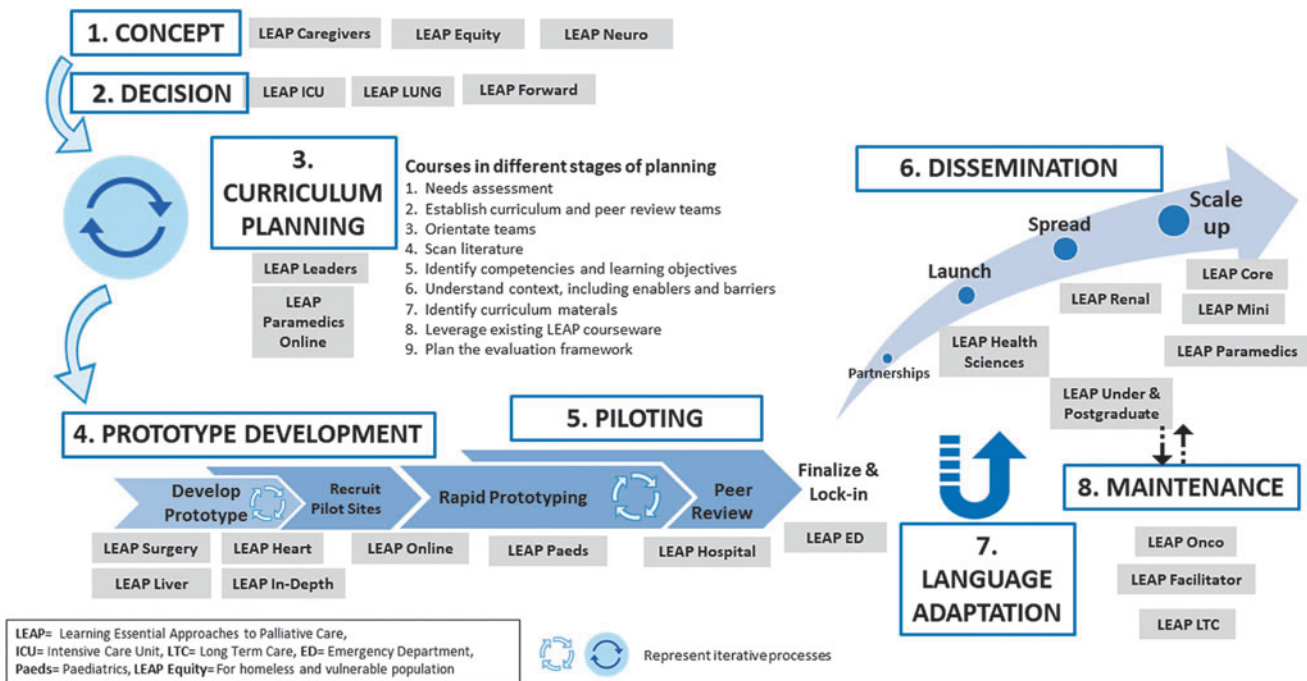 1. CONCEPT
LEAP Caregivers
LEAP Equity
LEAP Neuro
2. DECISION
LEAP ICU
LEAP LUNG
LEAP Forward
3.
CURRICULUM
PLANNING
LEAP Leaders
LEAP
Paramedics
Online
Courses in different stages of planning
1. Needs assessment
2. Establish curriculum and peer review teams
3. Orientate teams
4. Scan literature
5. Identify competencies and learning objectives
6. Understand context, including enablers and barriers
7. Identify curriculum materals
8. Leverage existing LEAP courseware
9. Plan the evaluation framework
4. PROTOTYPE DEVELOPMENT
5. PILOTING
Develop
Prototype
Recruit
Pilot Sites
Rapid Prototyping
Peer
Review
Finalize &
Lock-in
LEAP Surgery
LEAP Heart
LEAP Online
LEAP Paeds
LEAP Hospital
LEAP ED
LEAP Liver
LEAP In-Depth
6. DISSEMINATION
Partnerships
Launch
Spread
Scale
up
LEAP Health
Sciences
LEAP Renal
LEAP Core
LEAP Mini
LEAP Paramedics
LEAP Under &
Postgraduate
7.
LANGUAGE
ADAPTATION
8. MAINTENANCE
LEAP Onco
LEAP Facilitator
LEAP LTC
LEAP= Learning Essential Approaches to Palliative Care,
ICU= Intensive Care Unit, LTC= Long Term Care, ED= Emergency Department,
Paeds= Paediatrics, LEAP Equity= For homeless and vulnerable population
Represent iterative processes